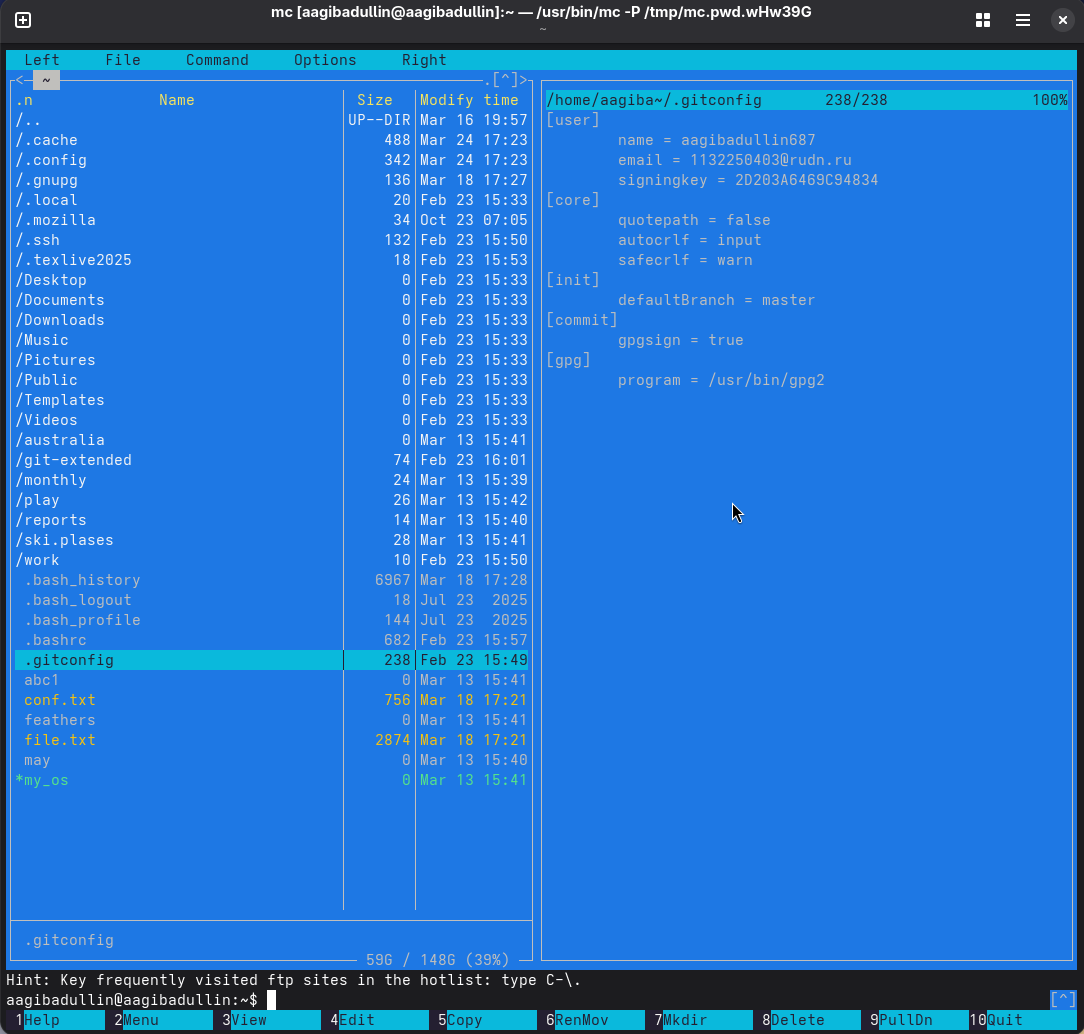 mc [aagibadullin@aagibadullin]:~ — /usr/bin/mc -P /tmp/mc.pwd.wHw39G
~
Left File Command Options Right
<— ~ .[^]>
.n Name Size Modify time
/.. UP--DIR Mar 16 19:57
/.cache 488 Mar 24 17:23
/.config 342 Mar 24 17:23
/.gnupg 136 Mar 18 17:27
/.local 20 Feb 23 15:33
/.mozilla 34 Oct 23 07:05
/.ssh 132 Feb 23 15:50
/.texlive2025 18 Feb 23 15:53
/Desktop 0 Feb 23 15:33
/Documents 0 Feb 23 15:33
/Downloads 0 Feb 23 15:33
/Music 0 Feb 23 15:33
/Pictures 0 Feb 23 15:33
/Public 0 Feb 23 15:33
/Templates 0 Feb 23 15:33
/Videos 0 Feb 23 15:33
/australia 0 Mar 13 15:41
/git-extended 74 Feb 23 16:01
/monthly 24 Mar 13 15:39
/play 26 Mar 13 15:42
/reports 14 Mar 13 15:40
/ski.plases 28 Mar 13 15:41
/work 10 Feb 23 15:50
.bash_history 6967 Mar 18 17:28
.bash_logout 18 Jul 23 2025
.bash_profile 144 Jul 23 2025
.bashrc 682 Feb 23 15:57
.gitconfig 238 Feb 23 15:49
abc1 0 Mar 13 15:41
conf.txt 756 Mar 18 17:21
feathers 0 Mar 13 15:41
file.txt 2874 Mar 18 17:21
may 0 Mar 13 15:40
*my_os 0 Mar 13 15:41
.gitconfig
59G / 148G (39%)
/home/aagiba~/.gitconfig 238/238 100%
[user]
name = aagibadullin687
email = 1132250403@rudn.ru
signingkey = 2D203A6469C94834
[core]
quotepath = false
autocrlf = input
safecrlf = warn
[init]
defaultBranch = master
[commit]
gpgsign = true
[gpg]
program = /usr/bin/gpg2
Hint: Key frequently visited ftp sites in the hotlist: type C-\.
aagibadullin@aagibadullin:~$ [^]
1Help 2Menu 3View 4Edit 5Copy 6RenMov 7Mkdir 8Delete 9PullDn 10Quit